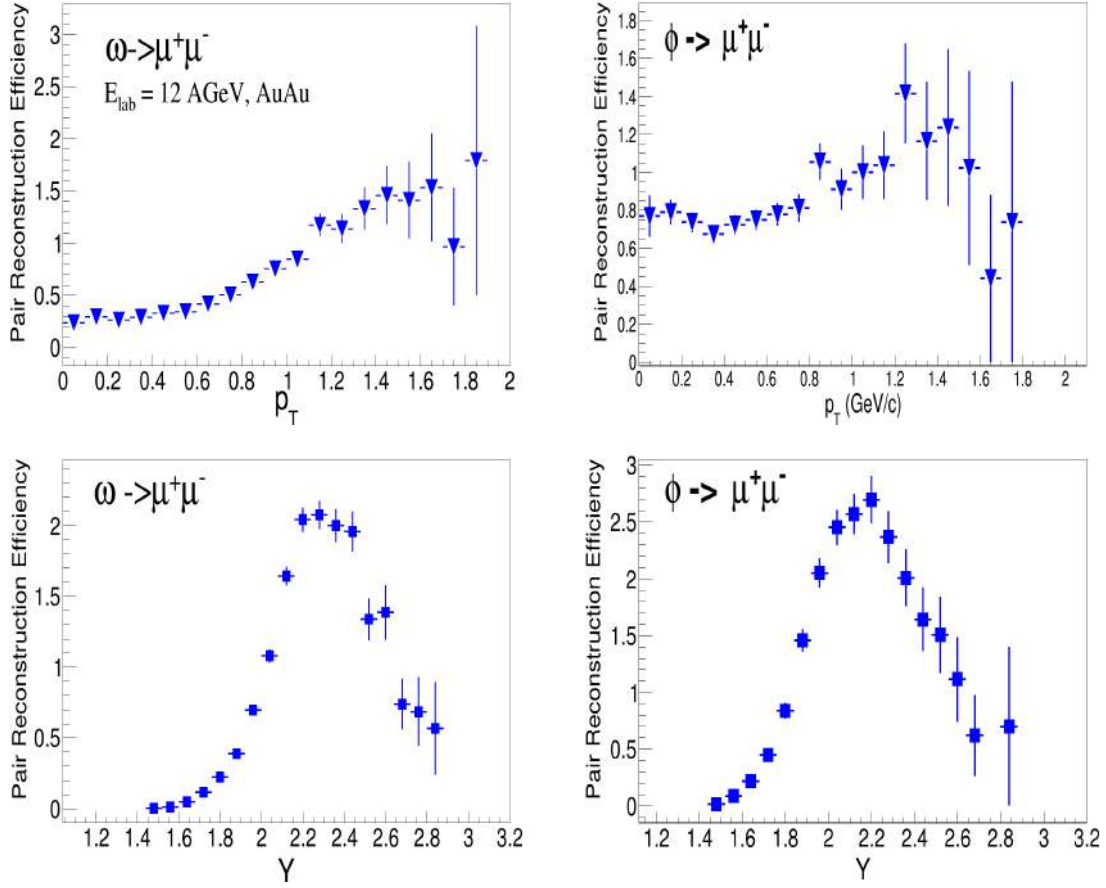 Pair Reconstruction Efficiency
ω->μ⁺μ⁻
E_lab = 12 AGeV, AuAu
3
2.5
2
1.5
1
0.5
0
0 0.2 0.4 0.6 0.8 1 1.2 1.4 1.6 1.8 2
p_T
Pair Reconstruction Efficiency
ϕ -> μ⁺μ⁻
1.8
1.6
1.4
1.2
1.0
0.8
0.6
0.4
0.2
0.0
0 0.2 0.4 0.6 0.8 1 1.2 1.4 1.6 1.8 2
p_T (GeV/c)
Pair Reconstruction Efficiency
ω ->μ⁺μ⁻
2
1.5
1
0.5
0
1.2 1.4 1.6 1.8 2 2.2 2.4 2.6 2.8 3 3.2
Y
Pair Reconstruction Efficiency
ϕ -> μ⁺μ⁻
3
2.5
2
1.5
1
0.5
0
1.2 1.4 1.6 1.8 2 2.2 2.4 2.6 2.8 3 3.2
Y